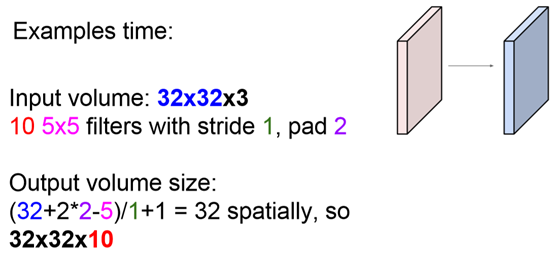 Examples time:
Input volume: 32x32x3
10 5x5 filters with stride 1, pad 2
Output volume size:
(32+2*2-5)/1+1 = 32 spatially, so
32x32x10